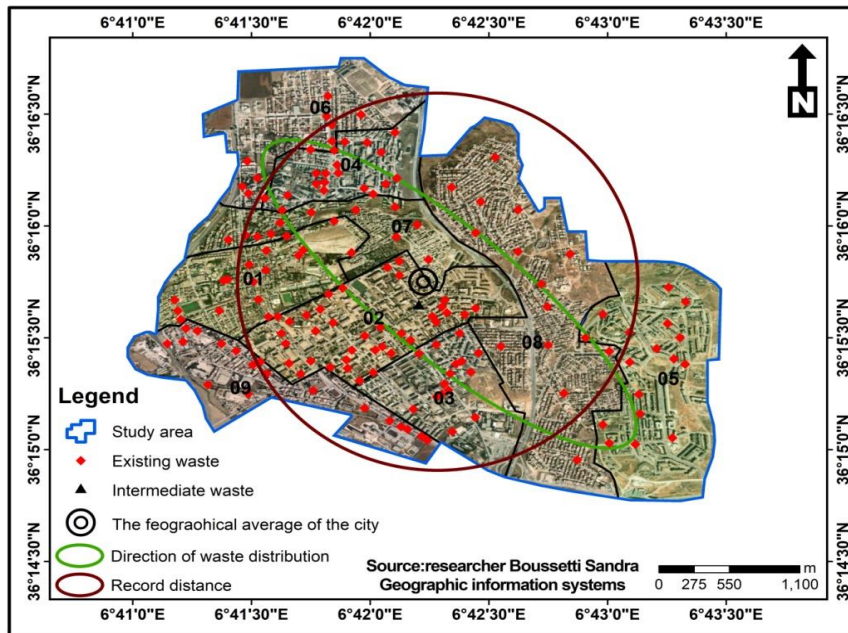 6°41'0"E 6°41'30"E 6°42'0"E 6°42'30"E 6°43'0"E 6°43'30"E
36°16'30"N 36°16'30"N
36°16'0"N 36°16'0"N
36°15'30"N 36°15'30"N
36°15'0"N 36°15'0"N
36°14'30"N 36°14'30"N
N
06
04
07
01
02
08
05
09
03
Legend
Study area
Existing waste
Intermediate waste
The feograohical average of the city
Direction of waste distribution
Record distance
Source:researcher Boussetti Sandra
Geographic information systems
m
0 275 550 1,100
6°41'0"E 6°41'30"E 6°42'0"E 6°42'30"E 6°43'0"E 6°43'30"E